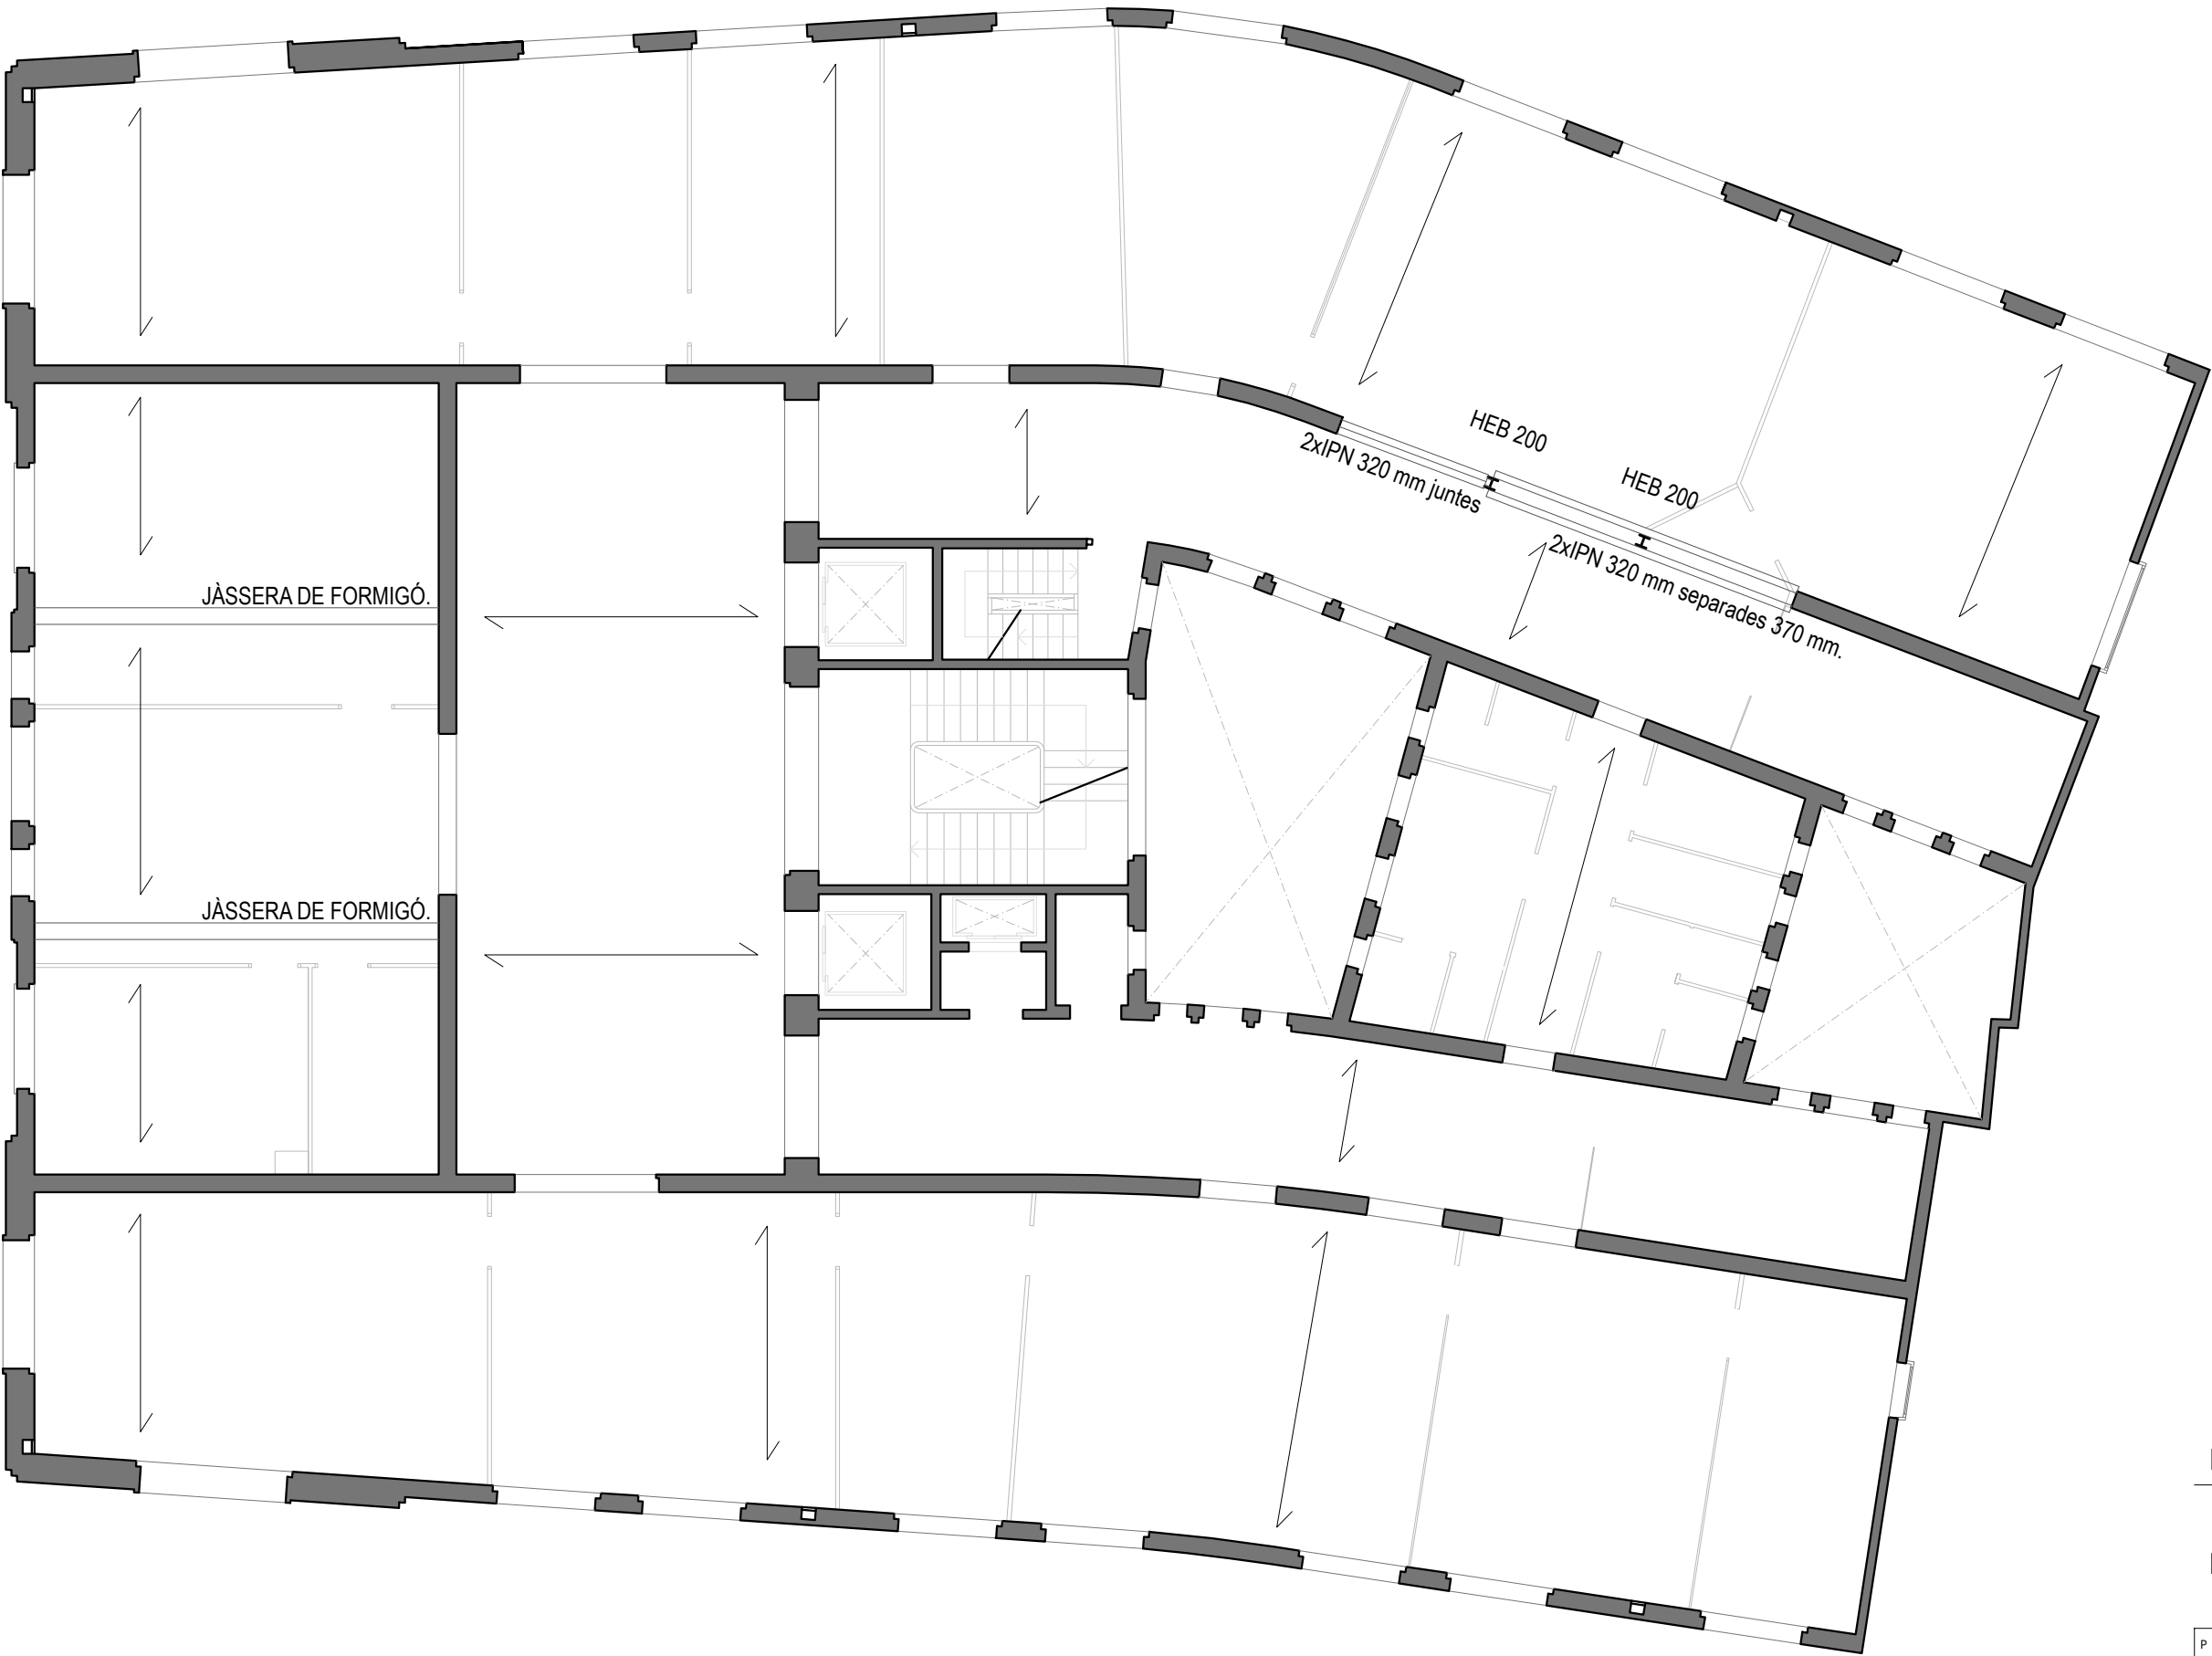 HEB 200
2xIPN 320 mm juntes
HEB 200
2xIPN 320 mm separades 370 mm.
JÀSSERA DE FORMIGÓ.
JÀSSERA DE FORMIGÓ.
P